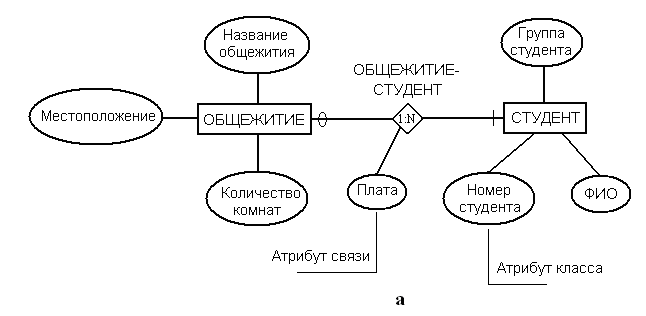 Название
общежития
Группа
студента
ОБЩЕЖИТИЕ-
СТУДЕНТ
Местоположение
ОБЩЕЖИТИЕ
1:N
СТУДЕНТ
Количество
комнат
Плата
Номер
студента
ФИО
Атрибут связи
Атрибут класса
а